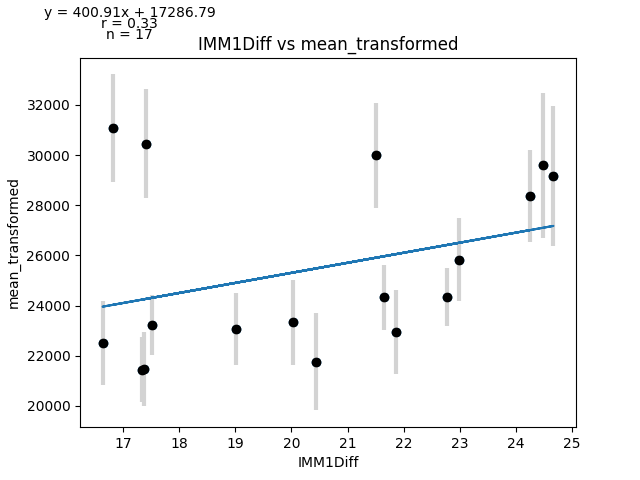 y = 400.91x + 17286.79
r = 0.33
n = 17
IMM1Diff vs mean_transformed
mean_transformed
32000
30000
28000
26000
24000
22000
20000
17 18 19 20 21 22 23 24 25
IMM1Diff